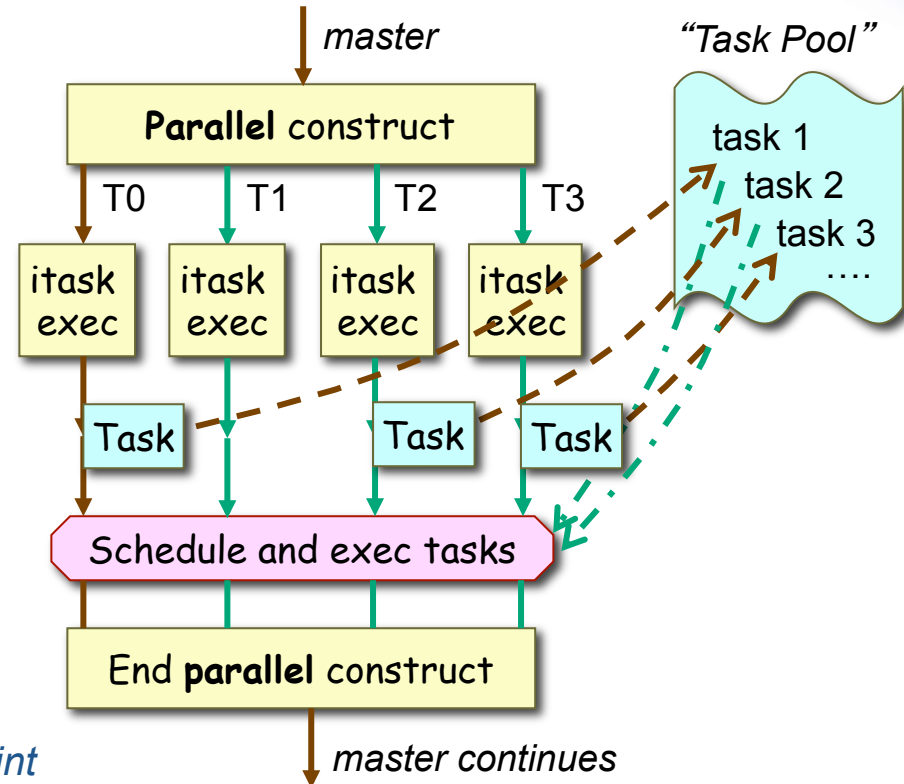 master
“Task Pool”
Parallel construct
task 1
task 2
task 3
....
T0
T1
T2
T3
itask
exec
itask
exec
itask
exec
itask
exec
Task
Task
Task
Schedule and exec tasks
End parallel construct
int
master continues